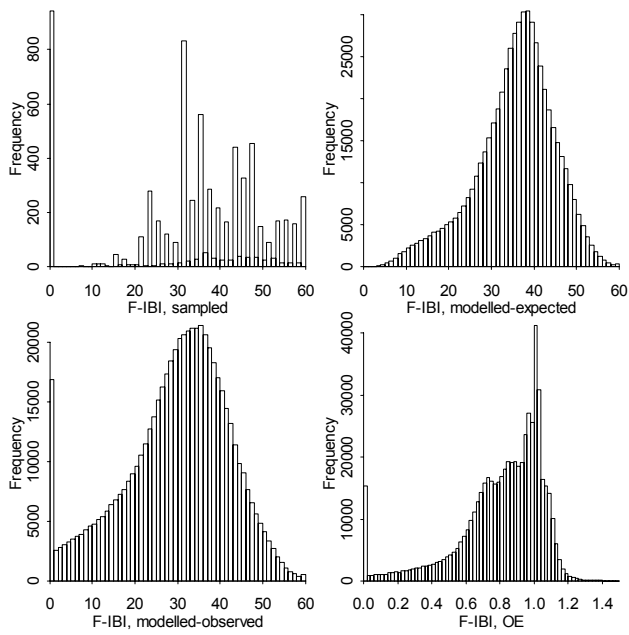 Frequency
0 200 400 600 800
0 10 20 30 40 50 60
F-IBI, sampled
Frequency
5000 15000 25000
0 10 20 30 40 50 60
F-IBI, modelled-expected
Frequency
0 5000 10000 15000 20000
0 10 20 30 40 50 60
F-IBI, modelled-observed
Frequency
0 10000 20000 30000 40000
0.0 0.2 0.4 0.6 0.8 1.0 1.2 1.4
F-IBI, OE